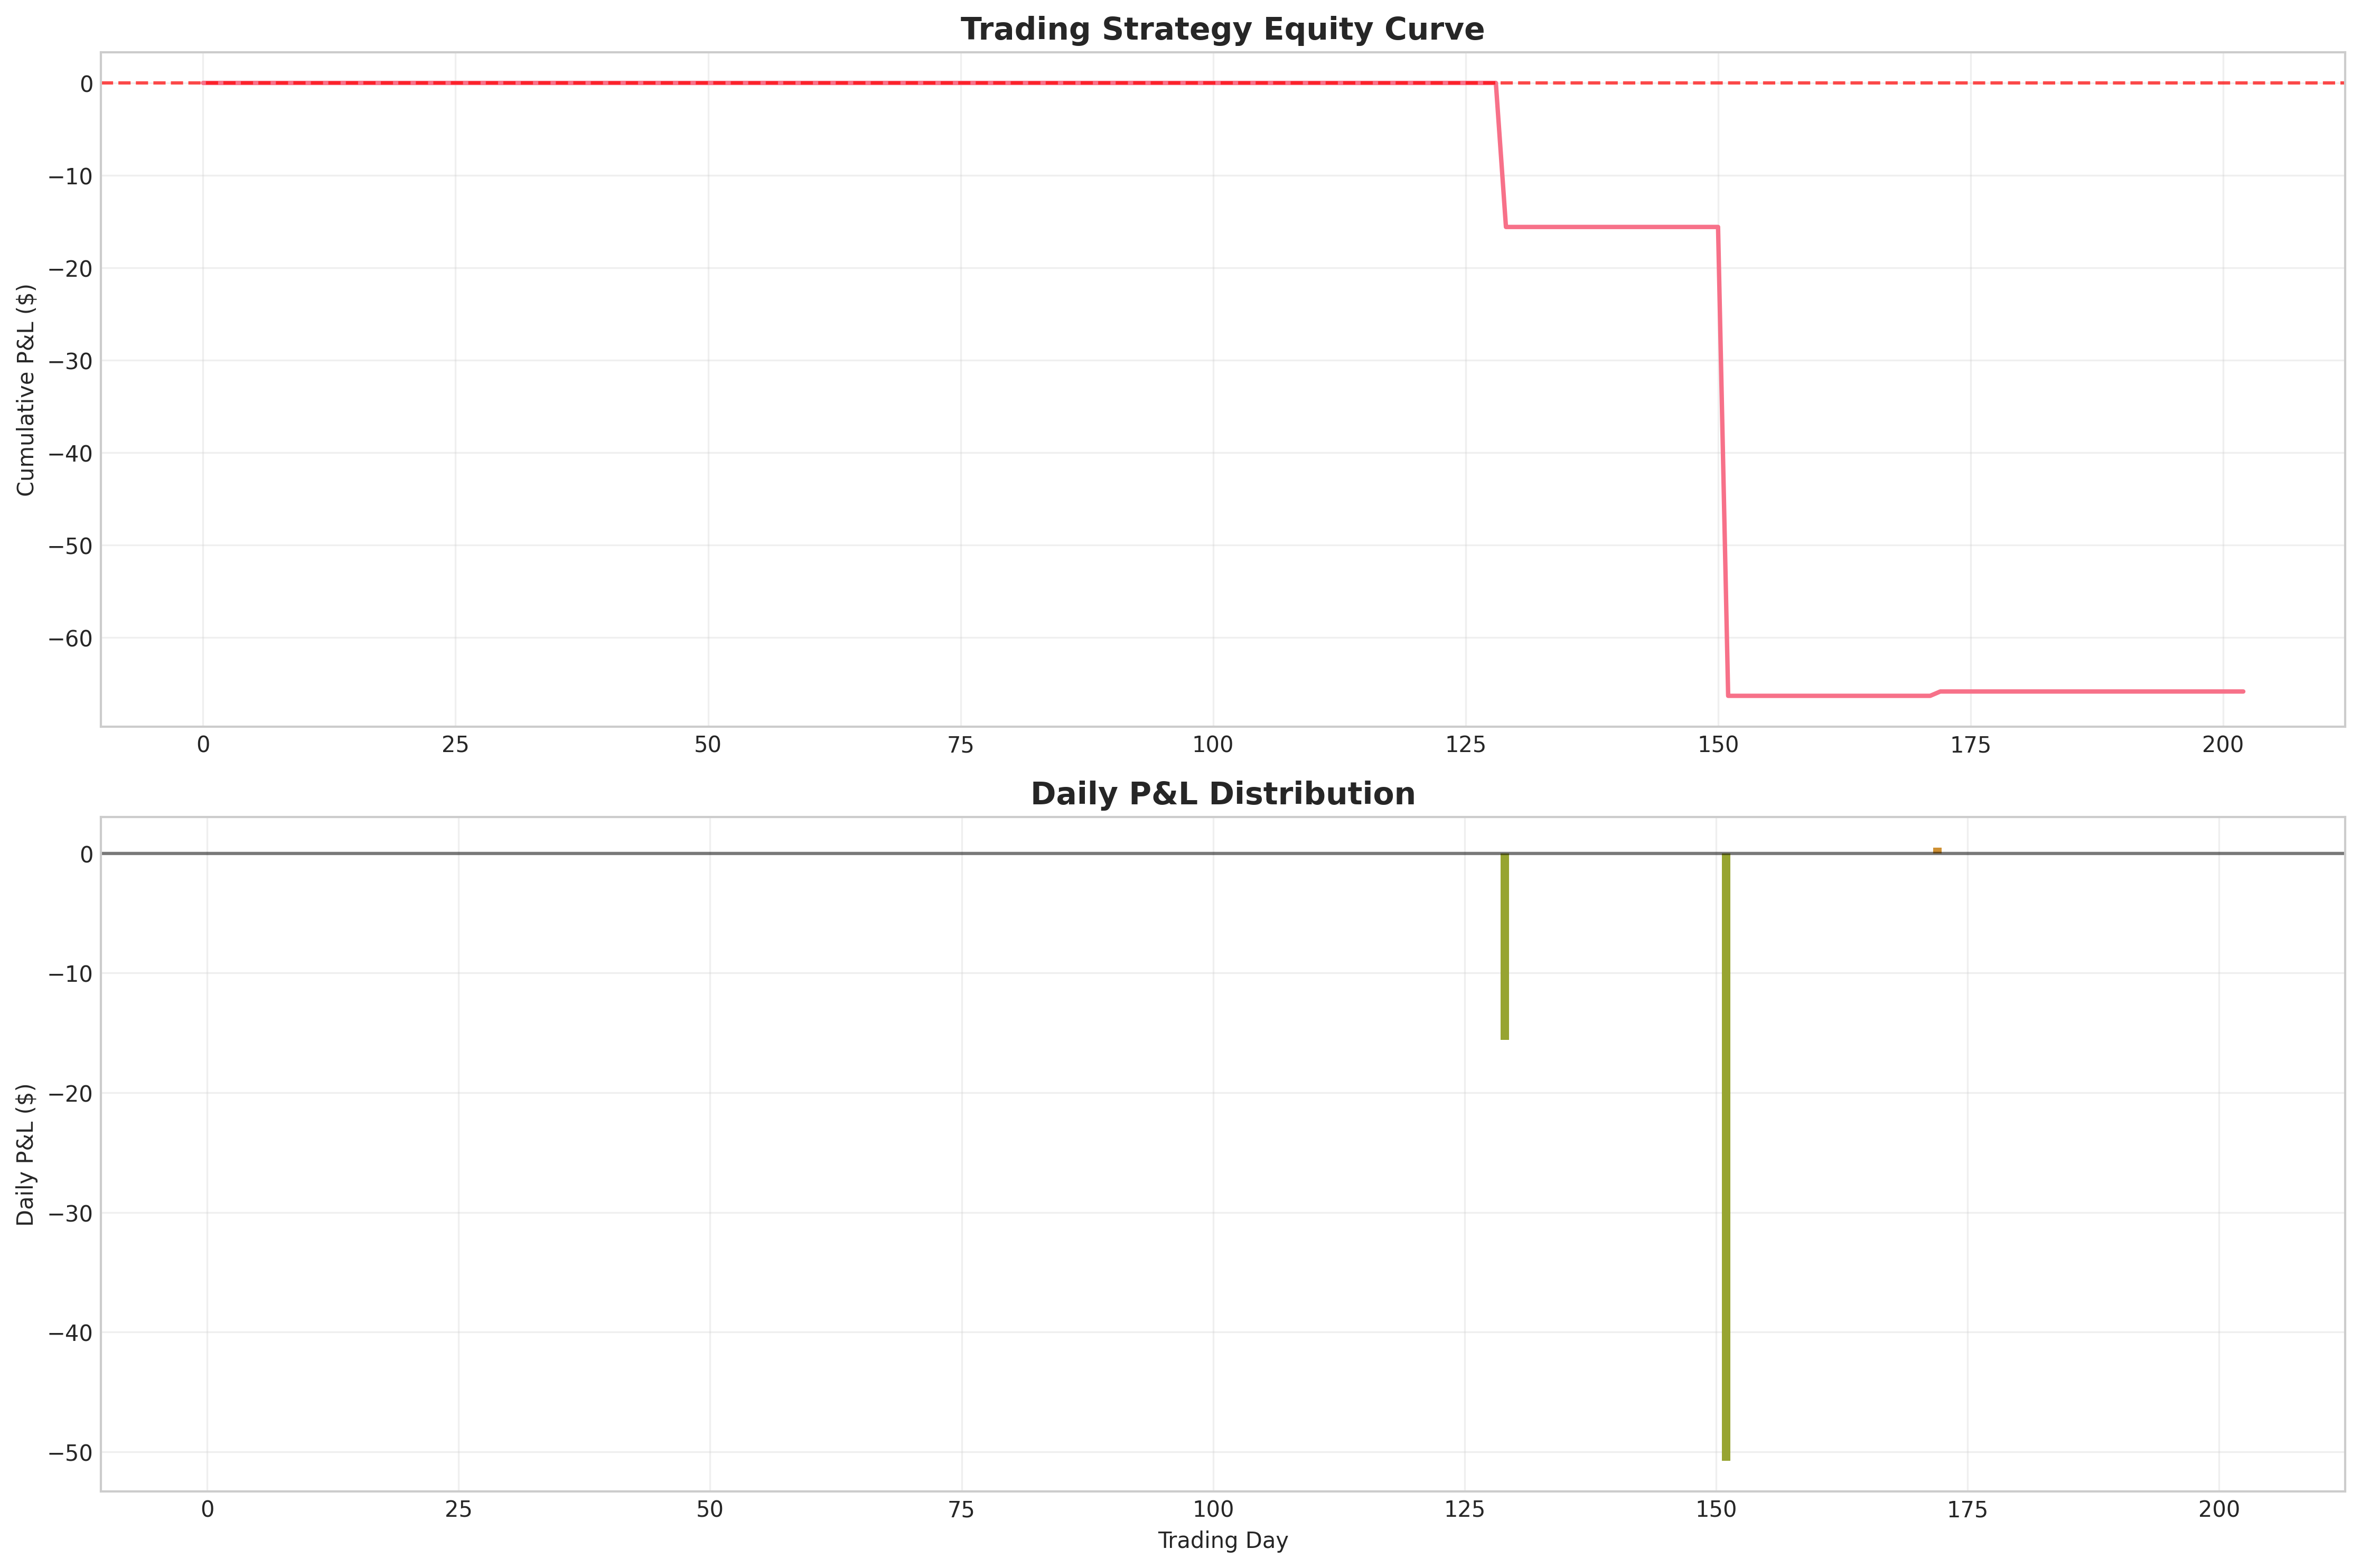 Trading Strategy Equity Curve
Cumulative P&L ($)
0
−10
−20
−30
−40
−50
−60
0 25 50 75 100 125 150 175 200
Daily P&L Distribution
Daily P&L ($)
0
−10
−20
−30
−40
−50
0 25 50 75 100 125 150 175 200
Trading Day